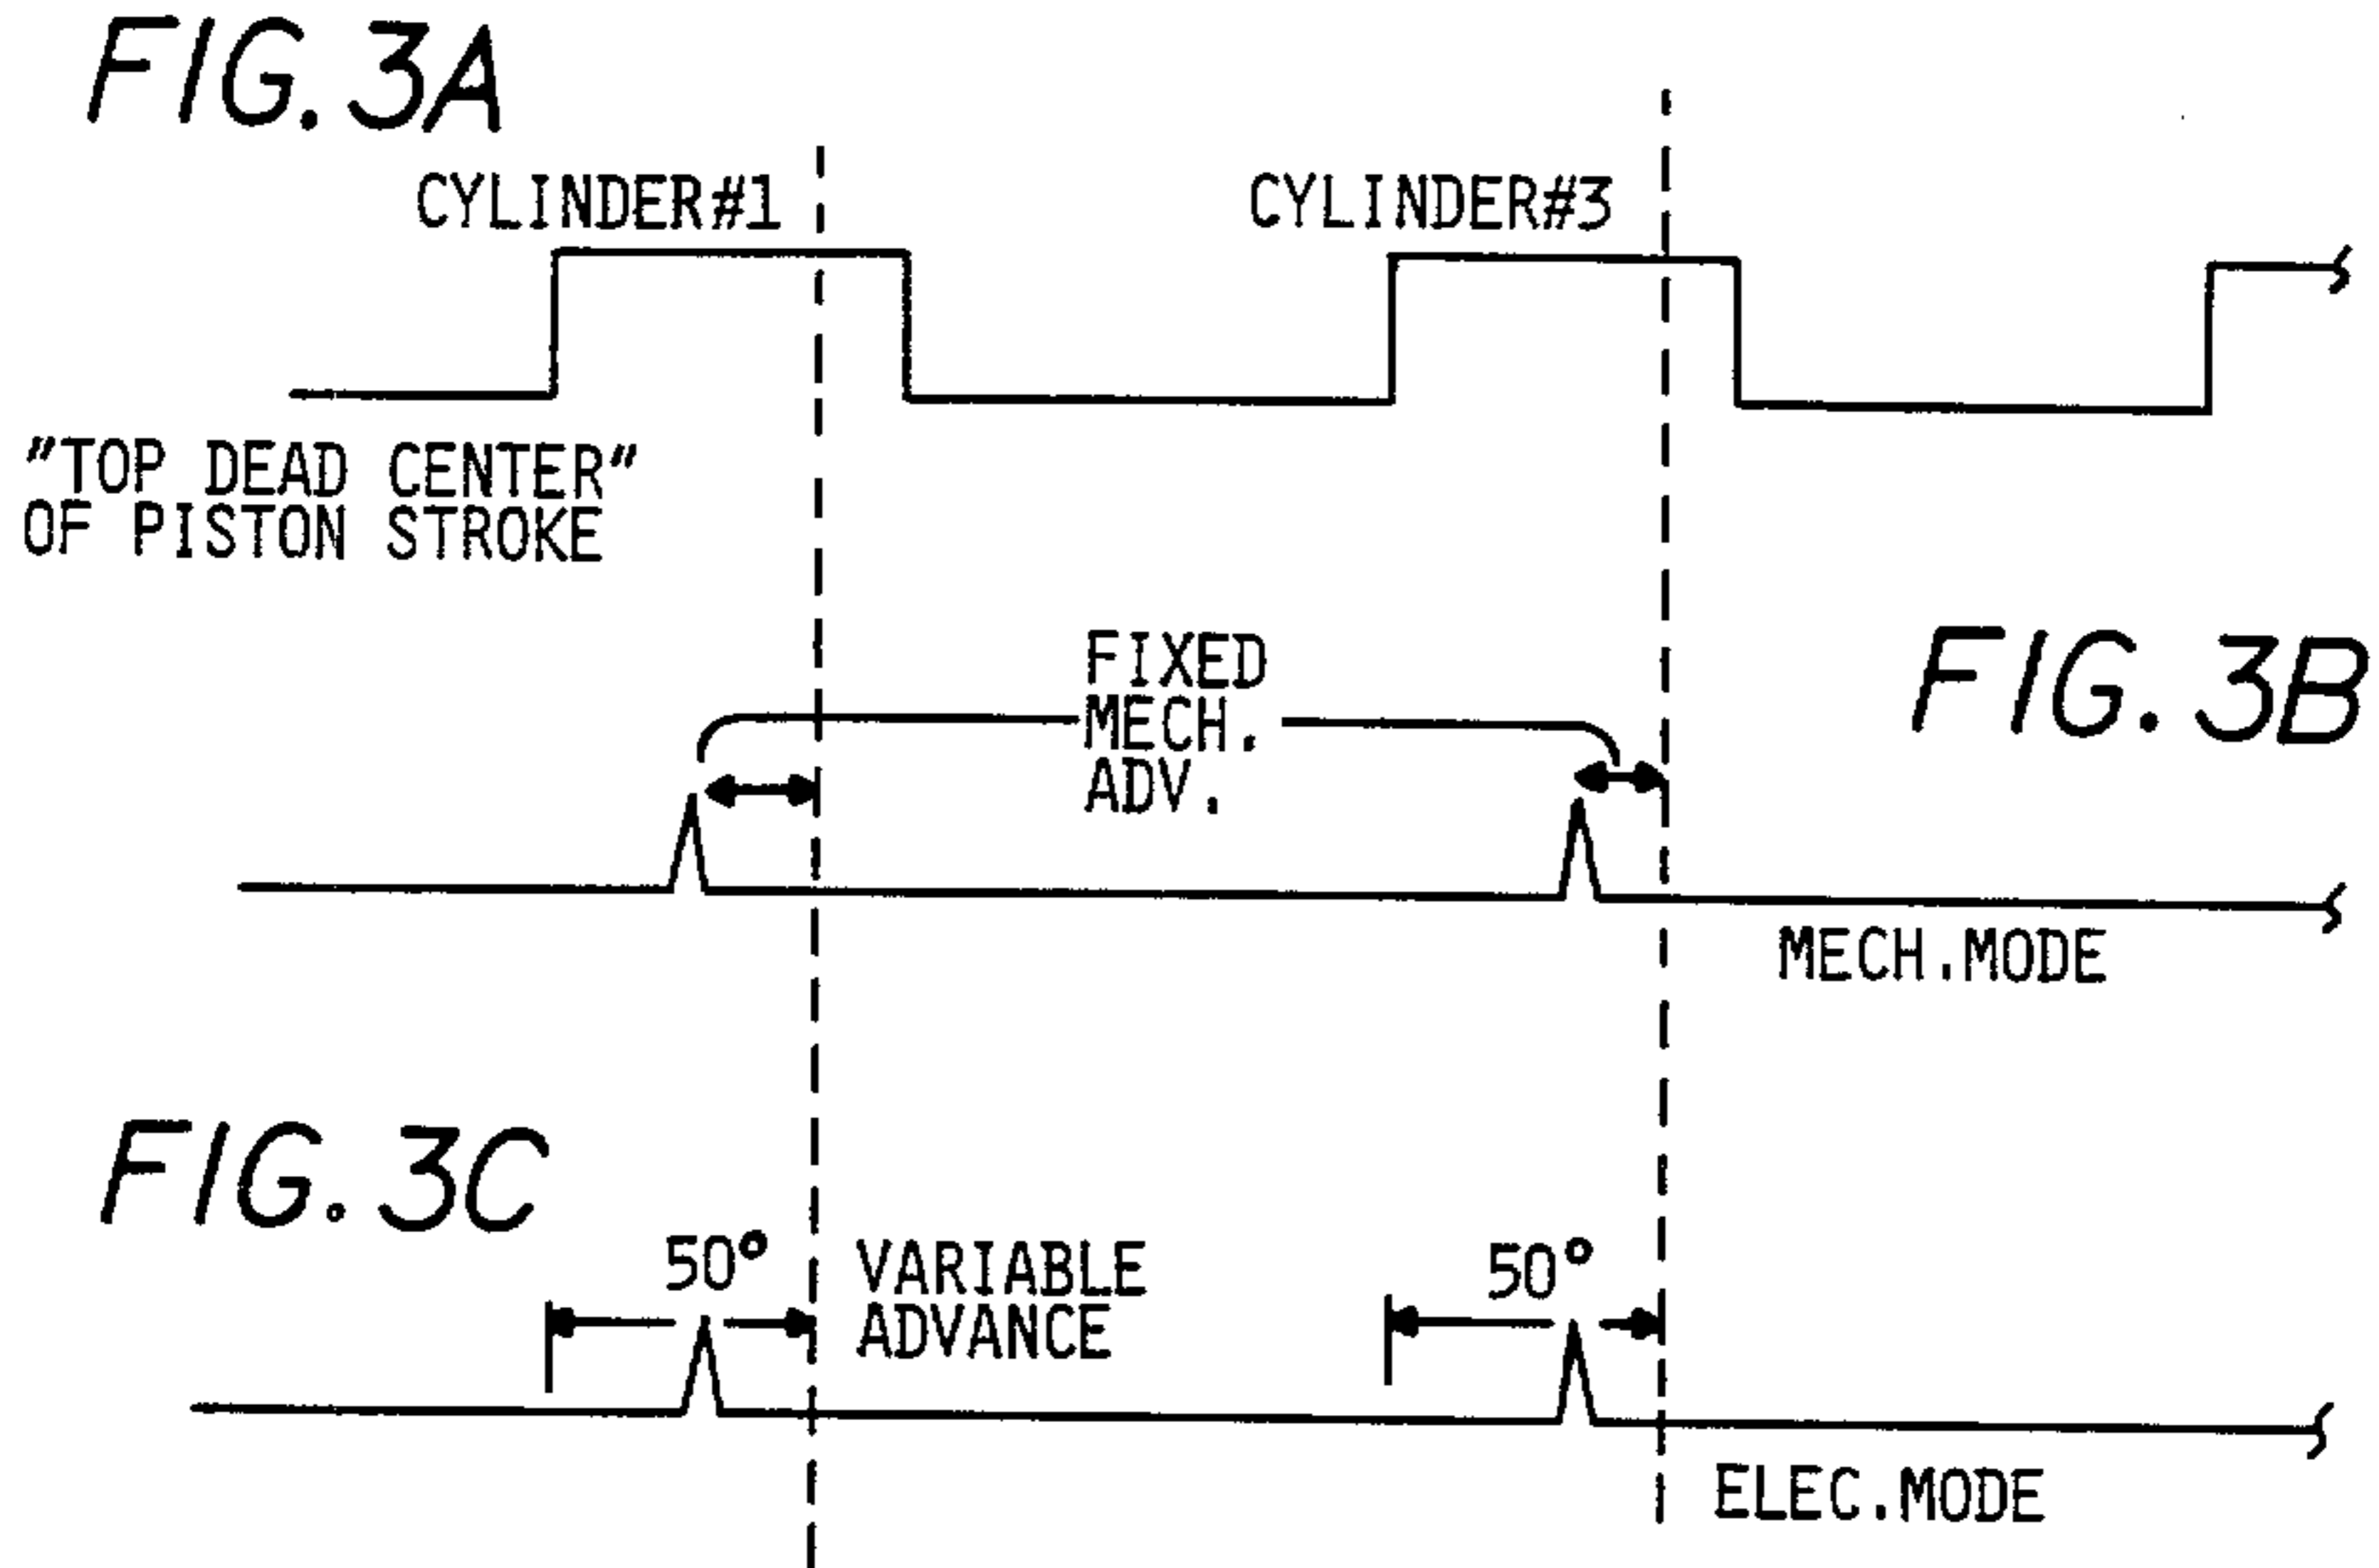 FIG. 3A
CYLINDER#1
CYLINDER#3
"TOP DEAD CENTER"
OF PISTON STROKE
FIXED
MECH.
ADV.
FIG. 3B
MECH.MODE
FIG. 3C
50°
VARIABLE
ADVANCE
50°
ELEC.MODE